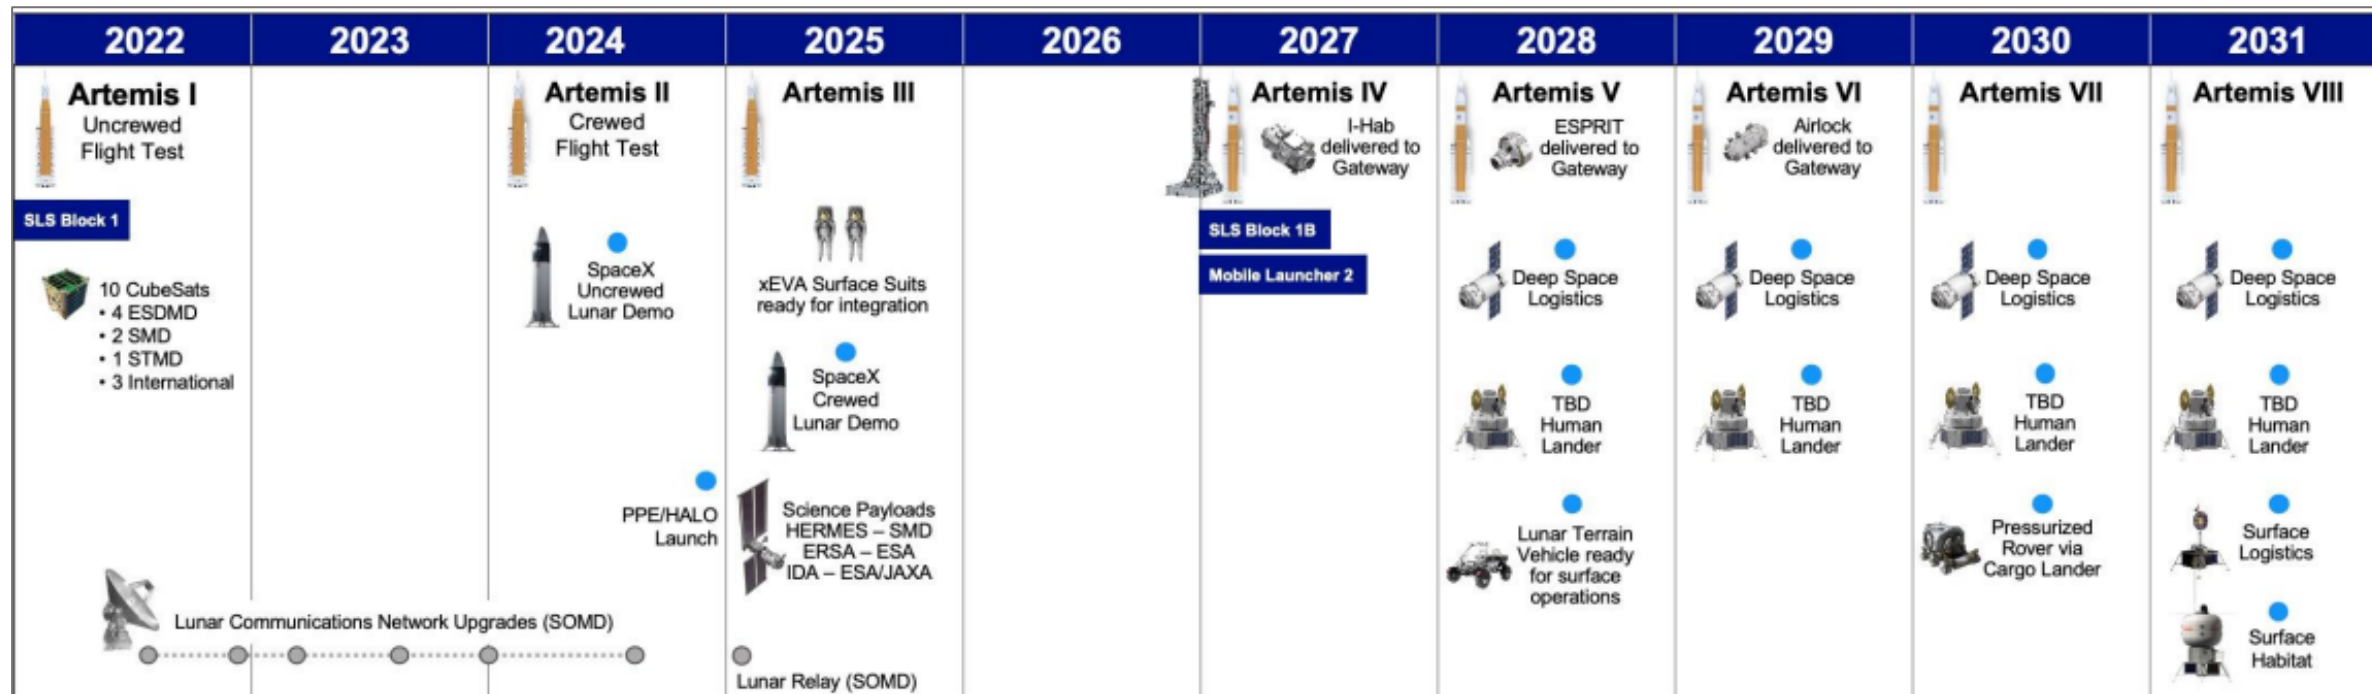 2022
2023
2024
2025
2026
2027
2028
2029
2030
2031
Artemis I
Uncrewed
Flight Test
SLS Block 1
10 CubeSats
• 4 ESDMD
• 2 SMD
• 1 STMD
• 3 International
Lunar Communications Network Upgrades (SOMD)
Artemis II
Crewed
Flight Test
SpaceX
Uncrewed
Lunar Demo
PPE/HALO
Launch
Artemis III
xEVA Surface Suits
ready for integration
SpaceX
Crewed
Lunar Demo
Science Payloads
HERMES – SMD
ERSA – ESA
IDA – ESA/JAXA
Lunar Relay (SOMD)
Artemis IV
I-Hab
delivered to
Gateway
SLS Block 1B
Mobile Launcher 2
Artemis V
ESPRIT
delivered to
Gateway
Deep Space
Logistics
TBD
Human
Lander
Lunar Terrain
Vehicle ready
for surface
operations
Artemis VI
Airlock
delivered to
Gateway
Deep Space
Logistics
TBD
Human
Lander
Artemis VII
Deep Space
Logistics
TBD
Human
Lander
Pressurized
Rover via
Cargo Lander
Artemis VIII
Deep Space
Logistics
TBD
Human
Lander
Surface
Logistics
Surface
Habitat